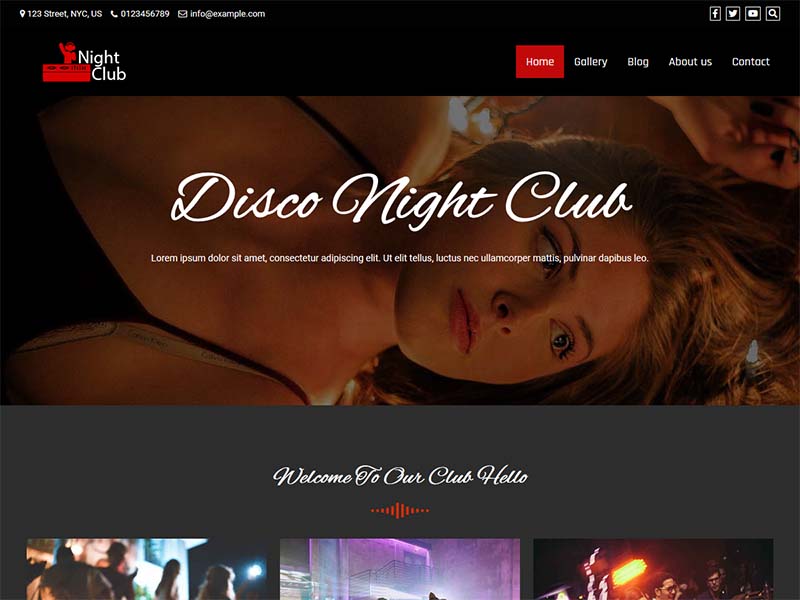 123 Street, NYC, US 0123456789 info@example.com
Night
Club
Home Gallery Blog About us Contact
Disco Night Club
Lorem ipsum dolor sit amet, consectetur adipiscing elit. Ut elit tellus, luctus nec ullamcorper mattis, pulvinar dapibus leo.
Welcome To Our Club Hello